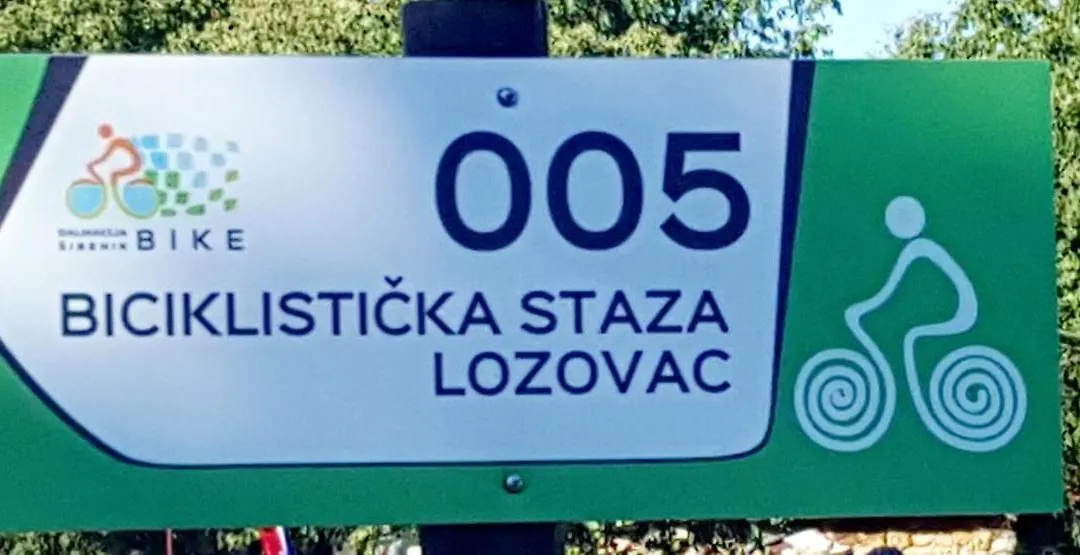 005
DALMACIJA
ŠIBENIK BIKE
BICIKLISTIČKA STAZA
LOZOVAC